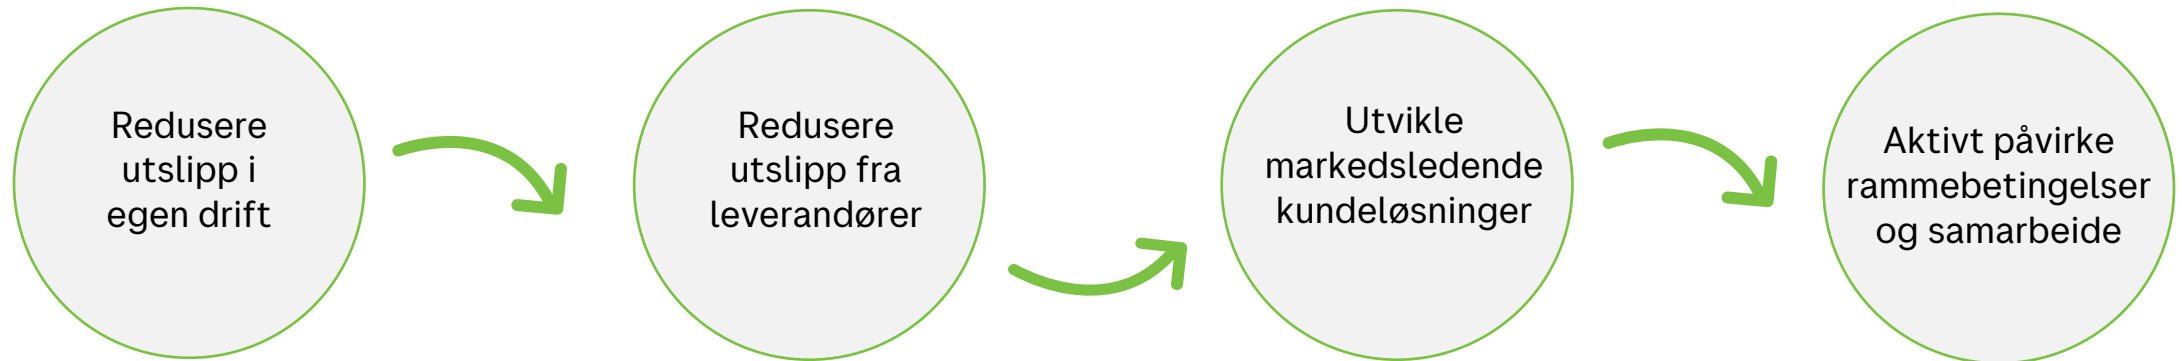 Redusere
utslipp i
egen drift
Redusere
utslipp fra
leverandører
Utvikle
markedsledende
kundeløsninger
Aktivt påvirke
rammebetingelser
og samarbeide